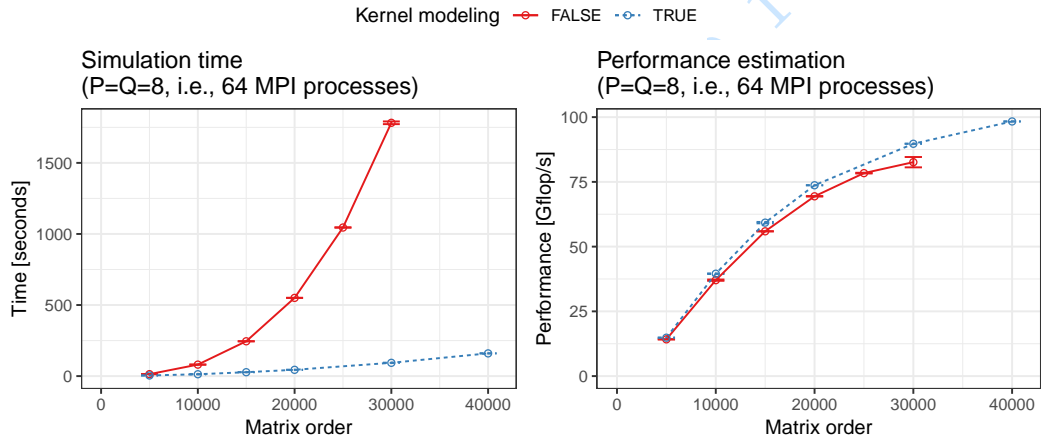 Kernel modeling FALSE TRUE
Simulation time
(P=Q=8, i.e., 64 MPI processes)
Time [seconds]
1500
1000
500
0
0 10000 20000 30000 40000
Matrix order
Performance estimation
(P=Q=8, i.e., 64 MPI processes)
Performance [Gflop/s]
100
75
50
25
0
0 10000 20000 30000 40000
Matrix order